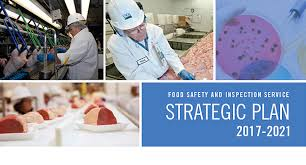 FOOD SAFETY AND INSPECTION SERVICE
STRATEGIC PLAN
2017-2021